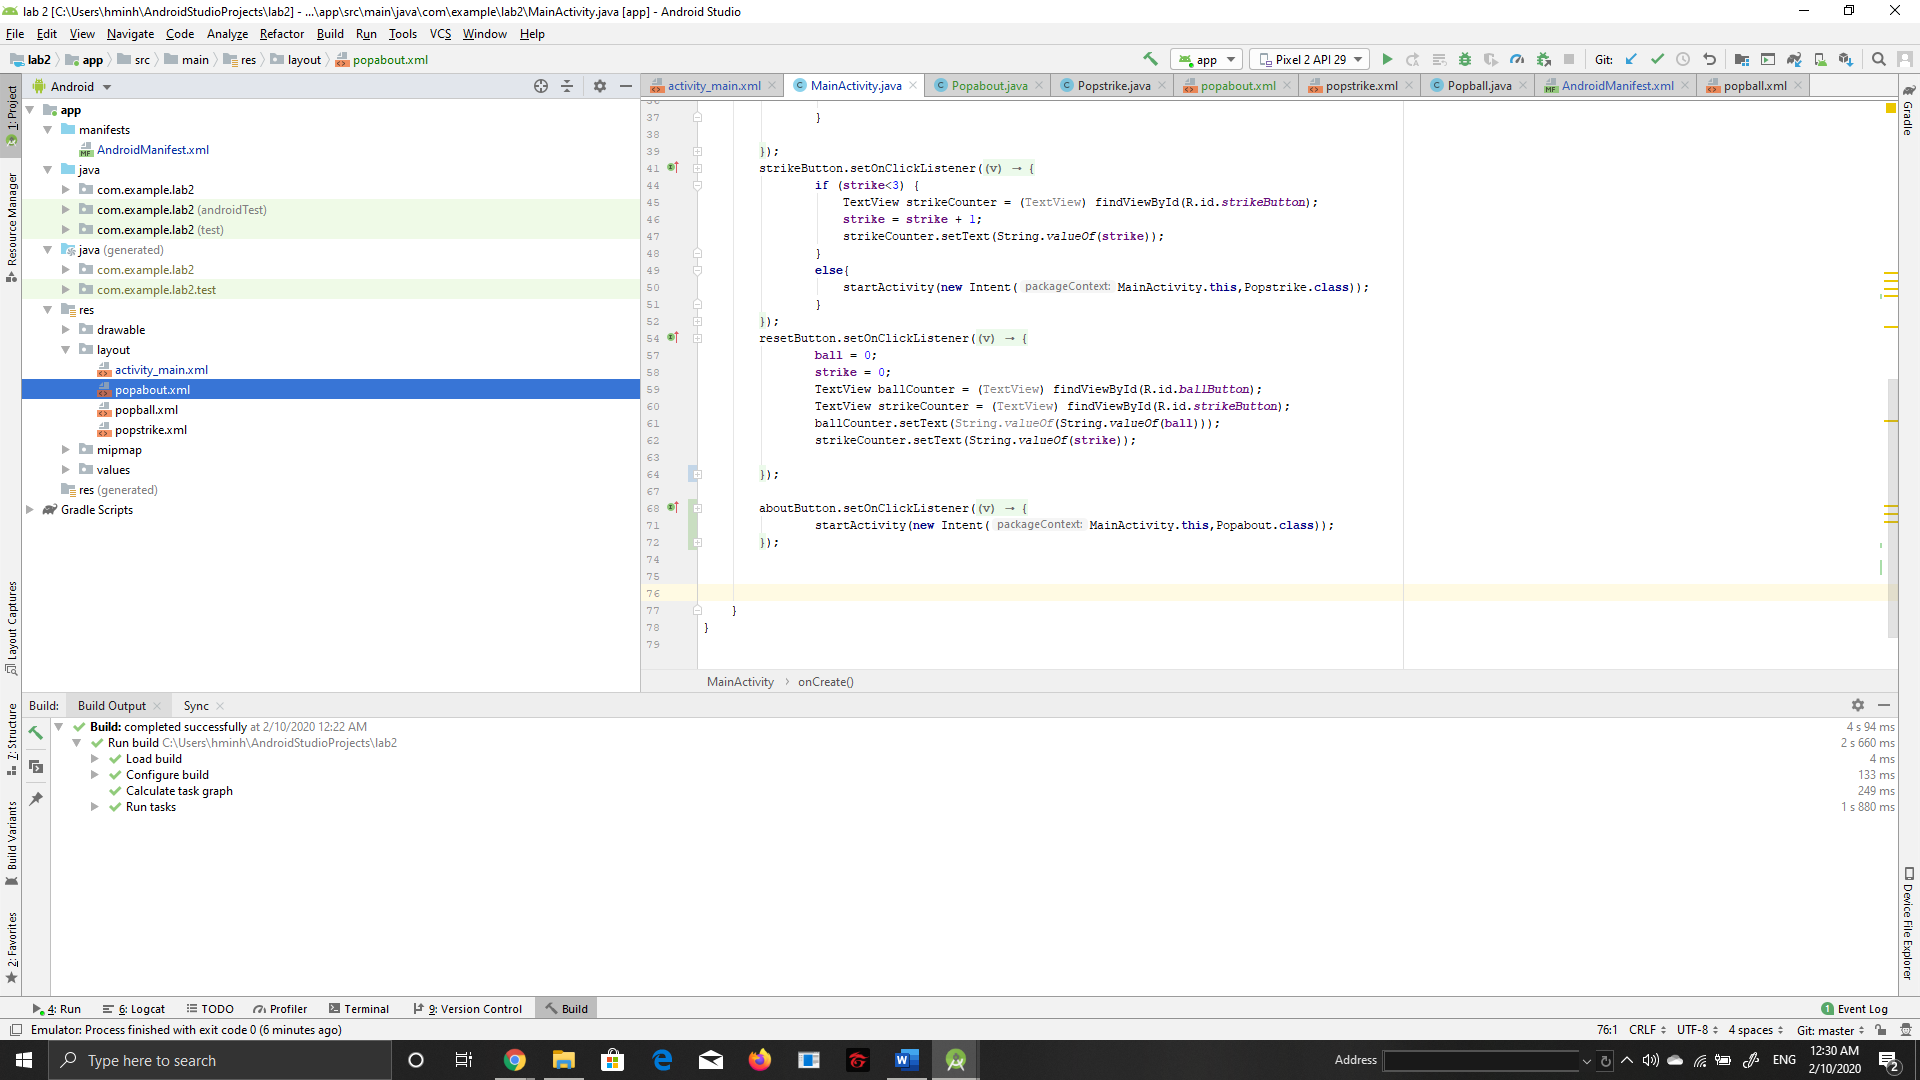 lab 2 [C:\Users\hminh\AndroidStudioProjects\lab2] - ...\app\src\main\java\com\example\lab2\MainActivity.java [app] - Android Studio
File Edit View Navigate Code Analyze Refactor Build Run Tools VCS Window Help
lab2 app src main res layout popabout.xml
app Pixel 2 API 29 Git:
Android
activity_main.xml MainActivity.java Popabout.java Popstrike.java popabout.xml popstrike.xml Popball.java AndroidManifest.xml popball.xml
1: Project
Resource Manager
Layout Captures
7: Structure
Build Variants
2: Favorites
Gradle
Device File Explorer
app
manifests
AndroidManifest.xml
java
com.example.lab2
com.example.lab2 (androidTest)
com.example.lab2 (test)
java (generated)
com.example.lab2
com.example.lab2.test
res
drawable
layout
activity_main.xml
popabout.xml
popball.xml
popstrike.xml
mipmap
values
res (generated)
Gradle Scripts
37 }
38
39 });
41 strikeButton.setOnClickListener((v) → {
44 if (strike<3) {
45 TextView strikeCounter = (TextView) findViewById(R.id.strikeButton);
46 strike = strike + 1;
47 strikeCounter.setText(String.valueOf(strike));
48 }
49 else{
50 startActivity(new Intent( packageContext: MainActivity.this,Popstrike.class));
51 }
52 });
54 resetButton.setOnClickListener((v) → {
57 ball = 0;
58 strike = 0;
59 TextView ballCounter = (TextView) findViewById(R.id.ballButton);
60 TextView strikeCounter = (TextView) findViewById(R.id.strikeButton);
61 ballCounter.setText(String.valueOf(String.valueOf(ball)));
62 strikeCounter.setText(String.valueOf(strike));
63
64 });
67
68 aboutButton.setOnClickListener((v) → {
71 startActivity(new Intent( packageContext: MainActivity.this,Popabout.class));
72 });
74
75
76
77 }
78 }
79
MainActivity › onCreate()
Build: Build Output Sync
Build: completed successfully at 2/10/2020 12:22 AM 4 s 94 ms
Run build C:\Users\hminh\AndroidStudioProjects\lab2 2 s 660 ms
Load build 4 ms
Configure build 133 ms
Calculate task graph 249 ms
Run tasks 1 s 880 ms
4: Run 6: Logcat TODO Profiler Terminal 9: Version Control Build 1 Event Log
Emulator: Process finished with exit code 0 (6 minutes ago) 76:1 CRLF UTF-8 4 spaces Git: master
Type here to search Address ENG 12:30 AM
2/10/2020 2